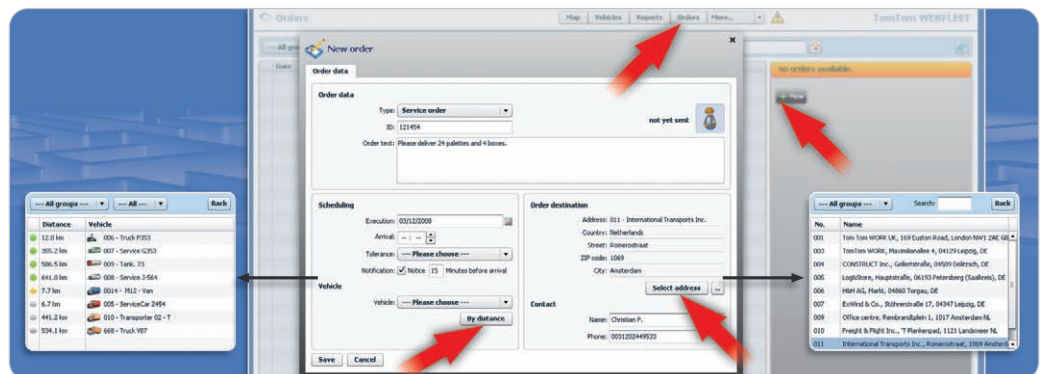 Orders
Map Vehicles Reports Orders More...
TomTom WEBFLEET
--- All gro
Date
No orders available.
+ New
New order
Order data
Order data
Type: Service order
ID: 121454
not yet sent
Order text: Please deliver 24 palettes and 4 boxes.
Scheduling
Execution: 03/12/2008
Arrival: -- : --
Tolerance: --- Please choose ---
Notification: Notice 15 Minutes before arrival
Vehicle
Vehicle: --- Please choose ---
By distance
Order destination
Address: 011 - International Transports Inc.
Country: Netherlands
Street: Romerostraat
ZIP code: 1069
City: Amsterdam
Select address ...
Contact
Name: Christian P.
Phone: 0031202449533
Save Cancel
--- All groups --- --- All --- Back
Distance Vehicle
12.0 km 006 - Truck P353
355.2 km 007 - Service G353
586.5 km 009 - Tank. 73
641.0 km 008 - Service J-564
7.7 km 0014 - M12 - Van
6.7 km 005 - ServiceCar Z454
441.2 km 010 - Transporter 02 - T
534.1 km 668 - Truck V87
--- All groups --- Search: Back
No. Name
001 Tom Tom WORK UK, 169 Euston Road, London NW1 2AE GB
003 TomTom WORK, Maximilianallee 4, 04129 Leipzig, DE
004 CONSTRUCT Inc., Gellertstraße, 04509 Delitzsch, DE
005 Log&Store, Hauptstraße, 06193 Petersberg (Saalkreis), DE
006 H&H AG, Markt, 04860 Torgau, DE
007 ExWind & Co., Stöhrerstraße 17, 04347 Leipzig, DE
009 Office centre, Rembrandtplein 1, 1017 Amsterdam NL
010 Freight & Flight Inc., 'T Plankenpad, 1121 Landsmeer NL
011 International Transports Inc., Romerostraat, 1069 Amsterd